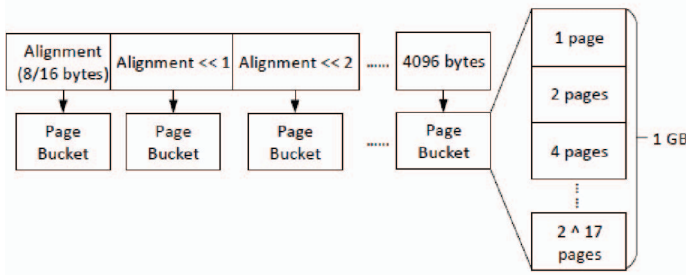 Alignment
(8/16 bytes)
Alignment << 1
Alignment << 2
......
4096 bytes
Page
Bucket
Page
Bucket
Page
Bucket
......
Page
Bucket
1 page
2 pages
4 pages
2 ^ 17
pages
1 GB